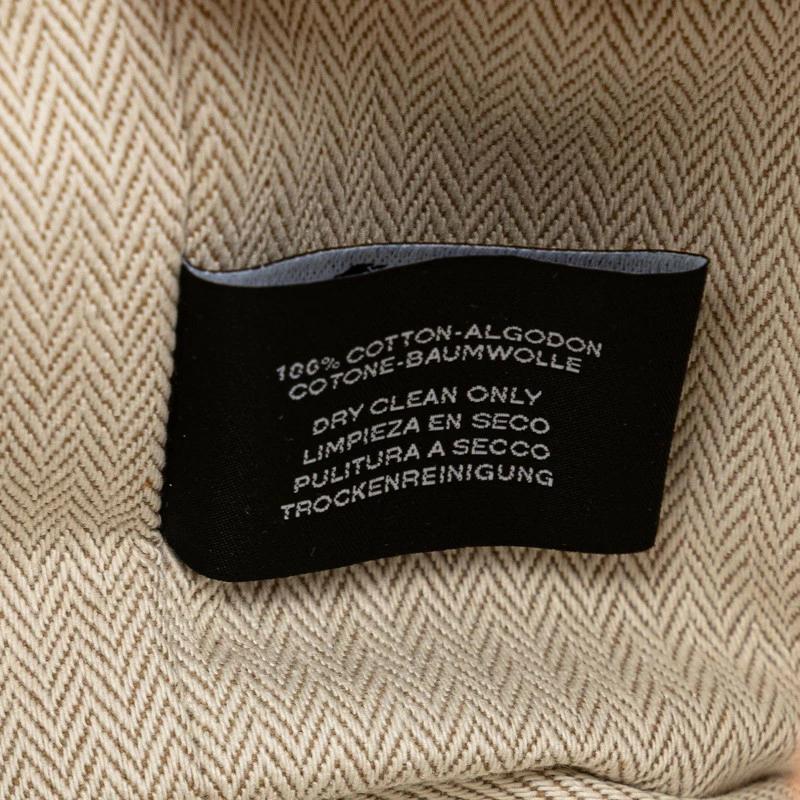 100% COTTON-ALGODON
COTONE-BAUMWOLLE
DRY CLEAN ONLY
LIMPIEZA EN SECO
PULITURA A SECCO
TROCKENREINIGUNG